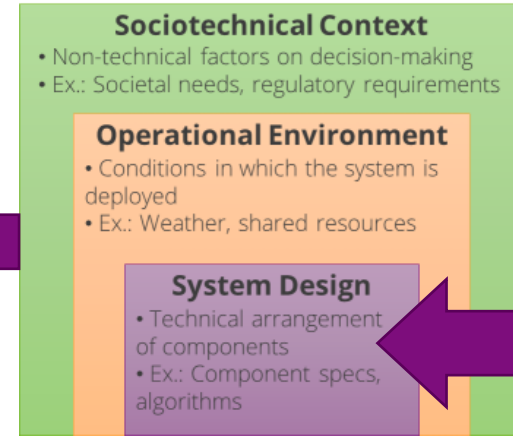 Sociotechnical Context
• Non-technical factors on decision-making
• Ex.: Societal needs, regulatory requirements
Operational Environment
• Conditions in which the system is
deployed
• Ex.: Weather, shared resources
System Design
• Technical arrangement
of components
• Ex.: Component specs,
algorithms